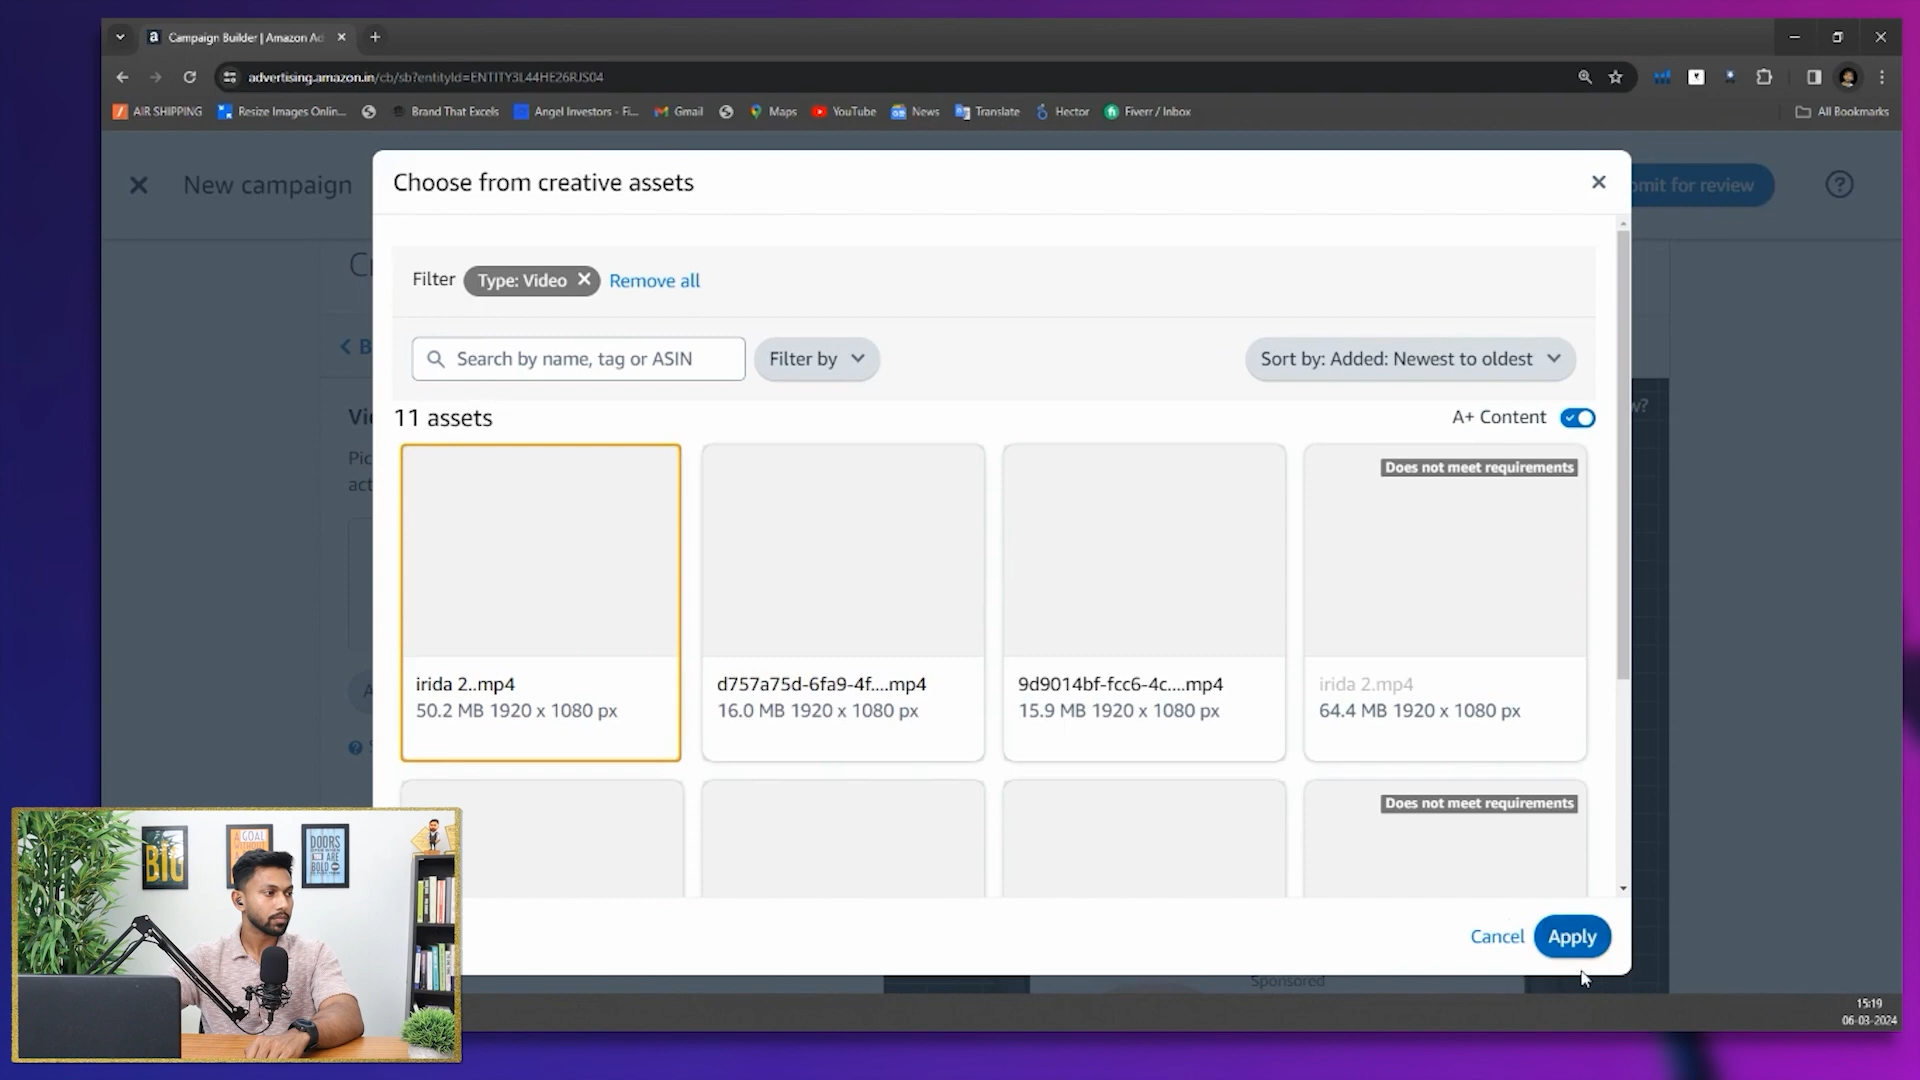 Campaign Builder | Amazon Ad
advertising.amazon.in/cb/sb?entityId=ENTITY3L44HE26RJS04
AIR SHIPPING
Resize Images Onlin...
Brand That Excels
Angel Investors - Fi...
Gmail
Maps
YouTube
News
Translate
Hector
Fiverr / Inbox
All Bookmarks
New campaign
Choose from creative assets
mit for review
Filter
Type: Video
Remove all
Search by name, tag or ASIN
Filter by
Sort by: Added: Newest to oldest
11 assets
A+ Content
w?
Does not meet requirements
irida 2..mp4
50.2 MB 1920 x 1080 px
d757a75d-6fa9-4f....mp4
16.0 MB 1920 x 1080 px
9d9014bf-fcc6-4c....mp4
15.9 MB 1920 x 1080 px
irida 2.mp4
64.4 MB 1920 x 1080 px
Does not meet requirements
Cancel
Apply
Sponsored
BIG
A GOAL
WITHOUT
DOORS
ARE
BOLD
15:19
06-03-2024